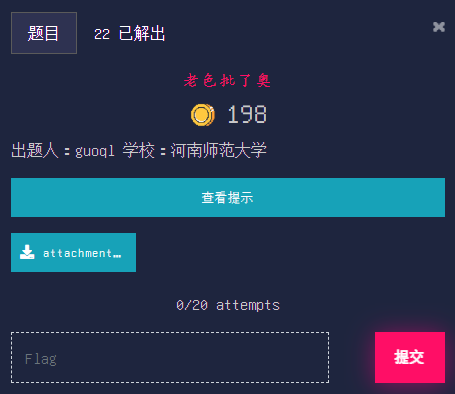 题目 22 已解出
老色批了奥
198
出题人：guoql 学校：河南师范大学
查看提示
attachment…
0/20 attempts
Flag
提交